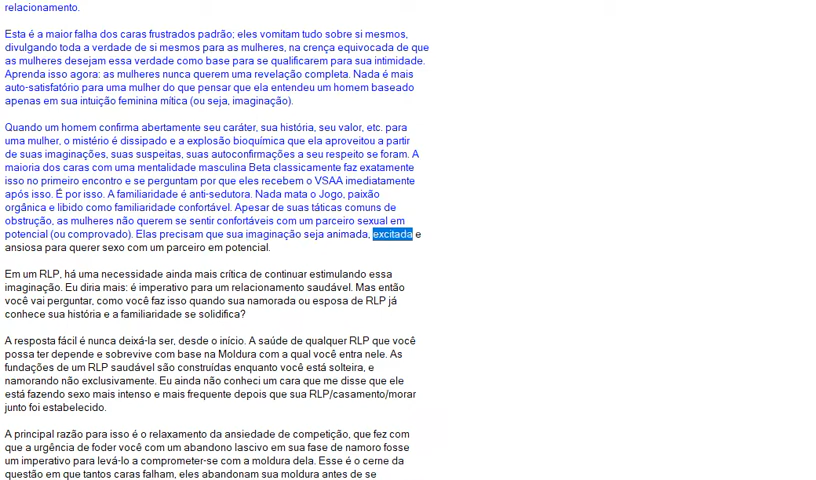 relacionamento.
Esta é a maior falha dos caras frustrados padrão; eles vomitam tudo sobre si mesmos,
divulgando toda a verdade de si mesmos para as mulheres, na crença equivocada de que
as mulheres desejam essa verdade como base para se qualificarem para sua intimidade.
Aprenda isso agora: as mulheres nunca querem uma revelação completa. Nada é mais
auto-satisfatório para uma mulher do que pensar que ela entendeu um homem baseado
apenas em sua intuição feminina mítica (ou seja, imaginação).
Quando um homem confirma abertamente seu caráter, sua história, seu valor, etc. para
uma mulher, o mistério é dissipado e a explosão bioquímica que ela aproveitou a partir
de suas imaginações, suas suspeitas, suas autoconfirmações a seu respeito se foram. A
maioria dos caras com uma mentalidade masculina Beta classicamente faz exatamente
isso no primeiro encontro e se perguntam por que eles recebem o VSAA imediatamente
após isso. É por isso. A familiaridade é anti-sedutora. Nada mata o Jogo, paixão
orgânica e libido como familiaridade confortável. Apesar de suas táticas comuns de
obstrução, as mulheres não querem se sentir confortáveis com um parceiro sexual em
potencial (ou comprovado). Elas precisam que sua imaginação seja animada, excitada e
ansiosa para querer sexo com um parceiro em potencial.
Em um RLP, há uma necessidade ainda mais crítica de continuar estimulando essa
imaginação. Eu diria mais: é imperativo para um relacionamento saudável. Mas então
você vai perguntar, como você faz isso quando sua namorada ou esposa de RLP já
conhece sua história e a familiaridade se solidifica?
A resposta fácil é nunca deixá-la ser, desde o início. A saúde de qualquer RLP que você
possa ter depende e sobrevive com base na Moldura com a qual você entra nele. As
fundações de um RLP saudável são construídas enquanto você está solteira, e
namorando não exclusivamente. Eu ainda não conheci um cara que me disse que ele
está fazendo sexo mais intenso e mais frequente depois que sua RLP/casamento/morar
junto foi estabelecido.
A principal razão para isso é o relaxamento da ansiedade de competição, que fez com
que a urgência de foder você com um abandono lascivo em sua fase de namoro fosse
um imperativo para levá-lo a comprometer-se com a moldura dela. Esse é o cerne da
questão em que tantos caras falham, eles abandonam sua moldura antes de se